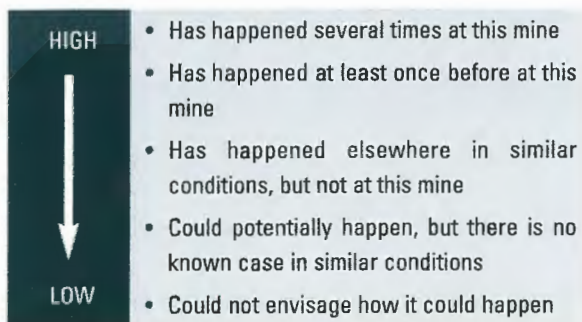 HIGH
• Has happened several times at this mine
• Has happened at least once before at this
mine
• Has happened elsewhere in similar
conditions, but not at this mine
• Could potentially happen, but there is no
known case in similar conditions
LOW
• Could not envisage how it could happen